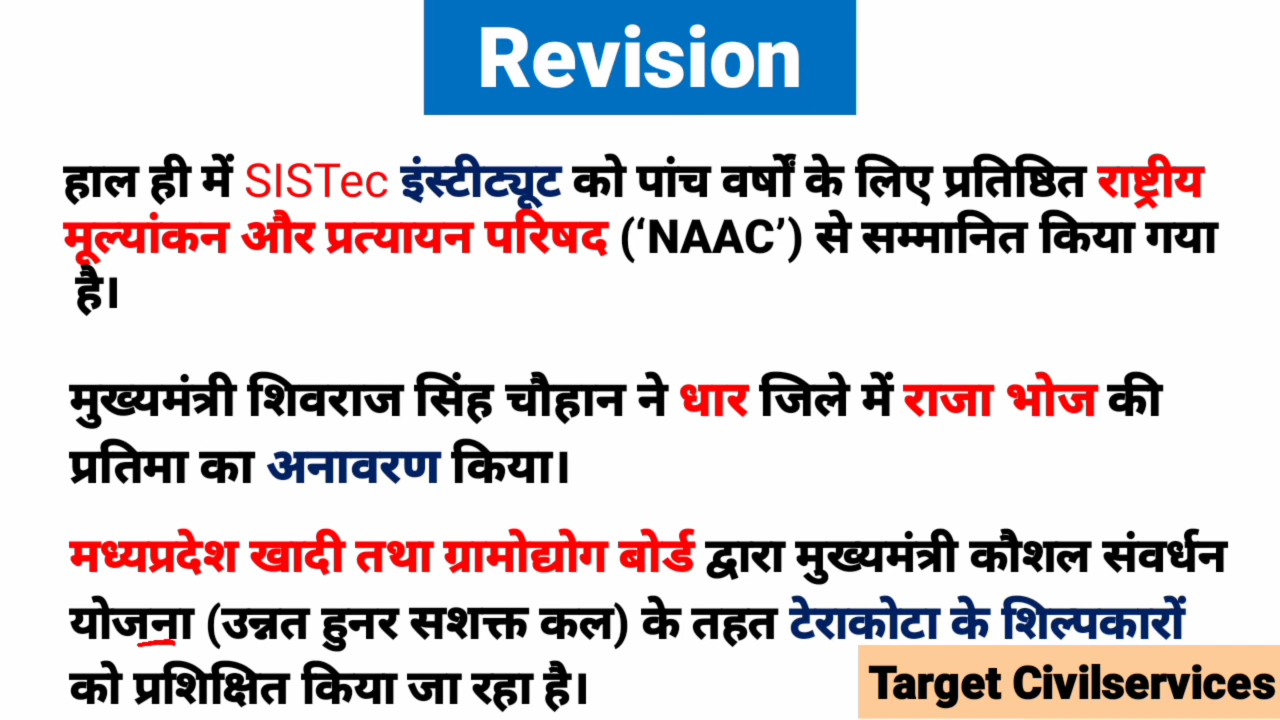 Revision
हाल ही में SISTec इंस्टीट्यूट को पांच वर्षों के लिए प्रतिष्ठित राष्ट्रीय
मूल्यांकन और प्रत्यायन परिषद (‘NAAC’) से सम्मानित किया गया
है।
मुख्यमंत्री शिवराज सिंह चौहान ने धार जिले में राजा भोज की
प्रतिमा का अनावरण किया।
मध्यप्रदेश खादी तथा ग्रामोद्योग बोर्ड द्वारा मुख्यमंत्री कौशल संवर्धन
योजना (उन्नत हुनर सशक्त कल) के तहत टेराकोटा के शिल्पकारों
को प्रशिक्षित किया जा रहा है।
Target Civilservices